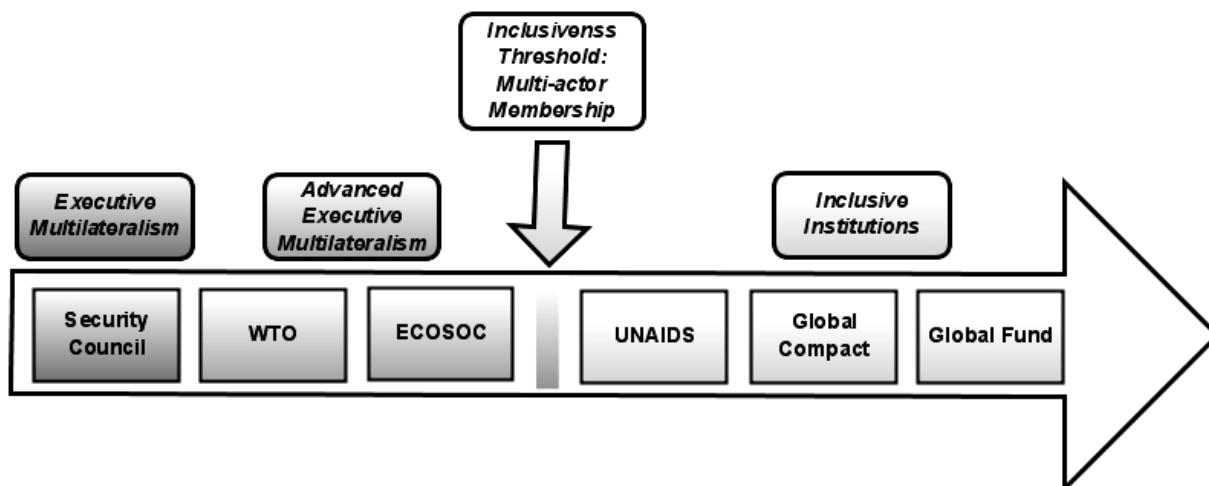 Inclusivenss
Threshold:
Multi-actor
Membership
Executive
Multilateralism
Advanced
Executive
Multilateralism
Inclusive
Institutions
Security
Council
WTO
ECOSOC
UNAIDS
Global
Compact
Global Fund